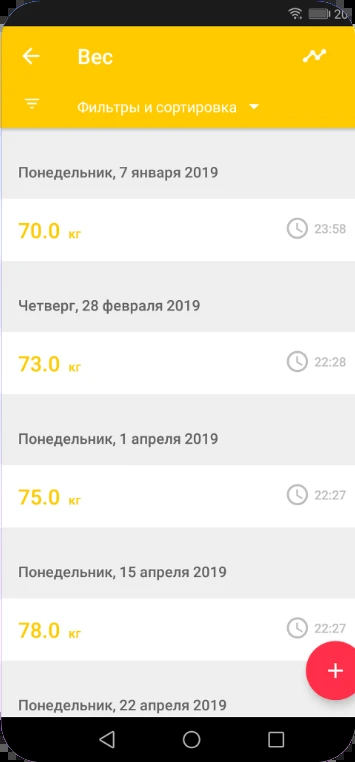 20
Вес
Фильтры и сортировка
Понедельник, 7 января 2019
70.0 кг 23:58
Четверг, 28 февраля 2019
73.0 кг 22:28
Понедельник, 1 апреля 2019
75.0 кг 22:27
Понедельник, 15 апреля 2019
78.0 кг 22:27
Понедельник, 22 апреля 2019